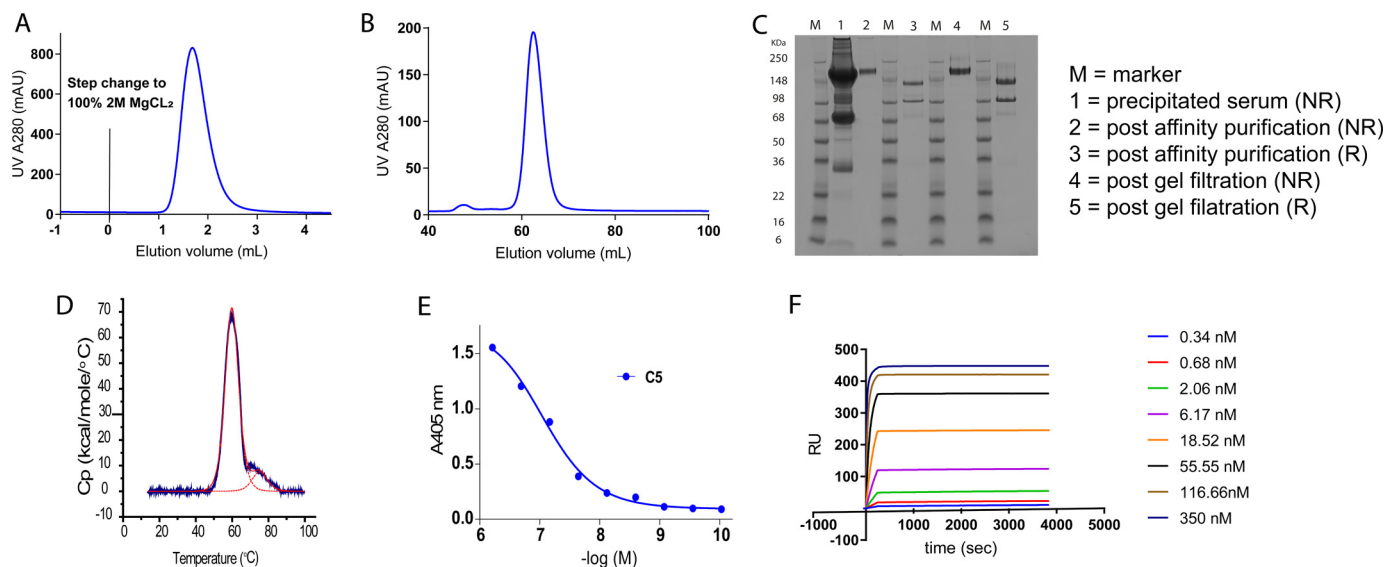 A
UV A280 (mAU)
800
600
400
200
0
Step change to
100% 2M MgCL₂
-1 0 1 2 3 4
Elution volume (mL)
B
UV A280 (mAU)
200
150
100
50
0
40 60 80 100
Elution volume (mL)
C
M 1 2 M 3 M 4 M 5
KDa
250
148
98
68
50
36
22
16
6
M = marker
1 = precipitated serum (NR)
2 = post affinity purification (NR)
3 = post affinity purification (R)
4 = post gel filtration (NR)
5 = post gel filatration (R)
D
Cp (kcal/mole/°C)
70
60
50
40
30
20
10
0
-10
0 20 40 60 80 100
Temperature (°C)
E
A405 nm
1.5
1.0
0.5
0.0
C5
6 7 8 9 10
-log (M)
F
RU
500
400
300
200
100
-100
-1000 1000 2000 3000 4000 5000
time (sec)
0.34 nM
0.68 nM
2.06 nM
6.17 nM
18.52 nM
55.55 nM
116.66nM
350 nM